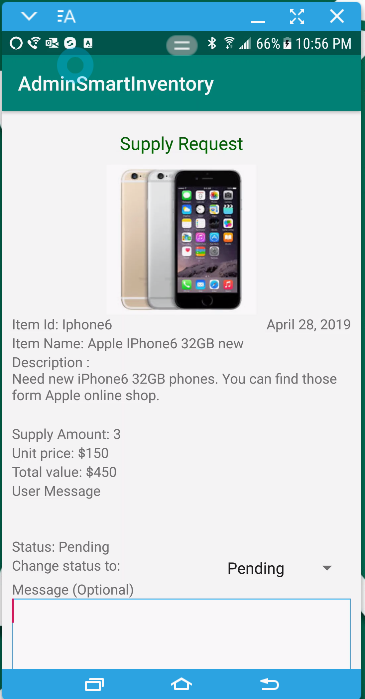 66% 10:56 PM
AdminSmartInventory
Supply Request
Item Id: Iphone6 April 28, 2019
Item Name: Apple IPhone6 32GB new
Description :
Need new iPhone6 32GB phones. You can find those
form Apple online shop.
Supply Amount: 3
Unit price: $150
Total value: $450
User Message
Status: Pending
Change status to: Pending
Message (Optional)